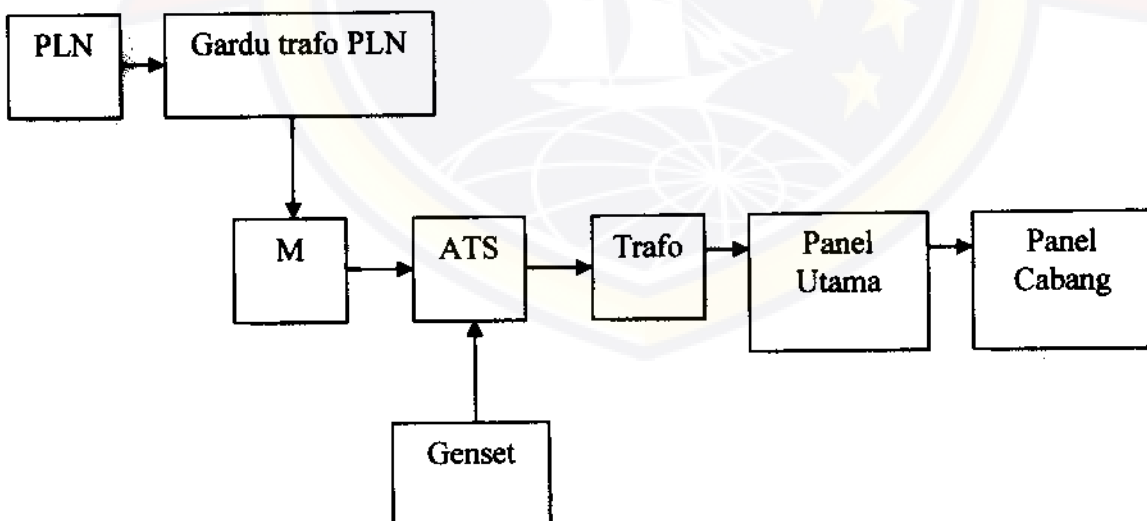 PLN
Gardu trafo PLN
M
ATS
Trafo
Panel
Utama
Panel
Cabang
Genset